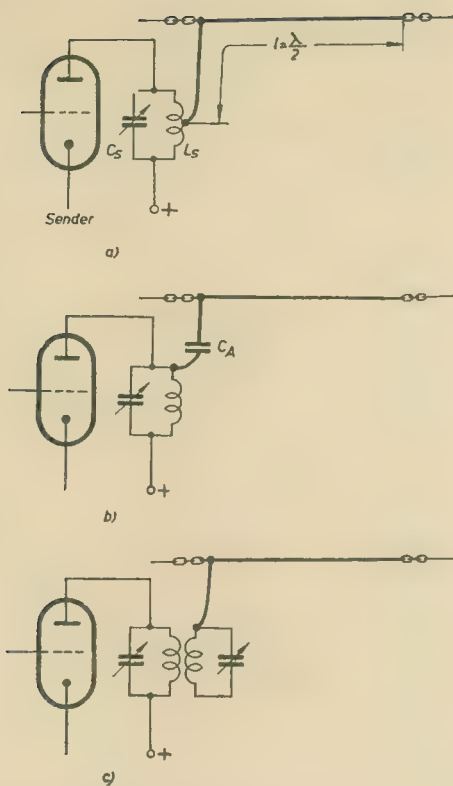 l = λ/2
C_S
L_S
+
Sender
a)
C_A
+
b)
+
c)